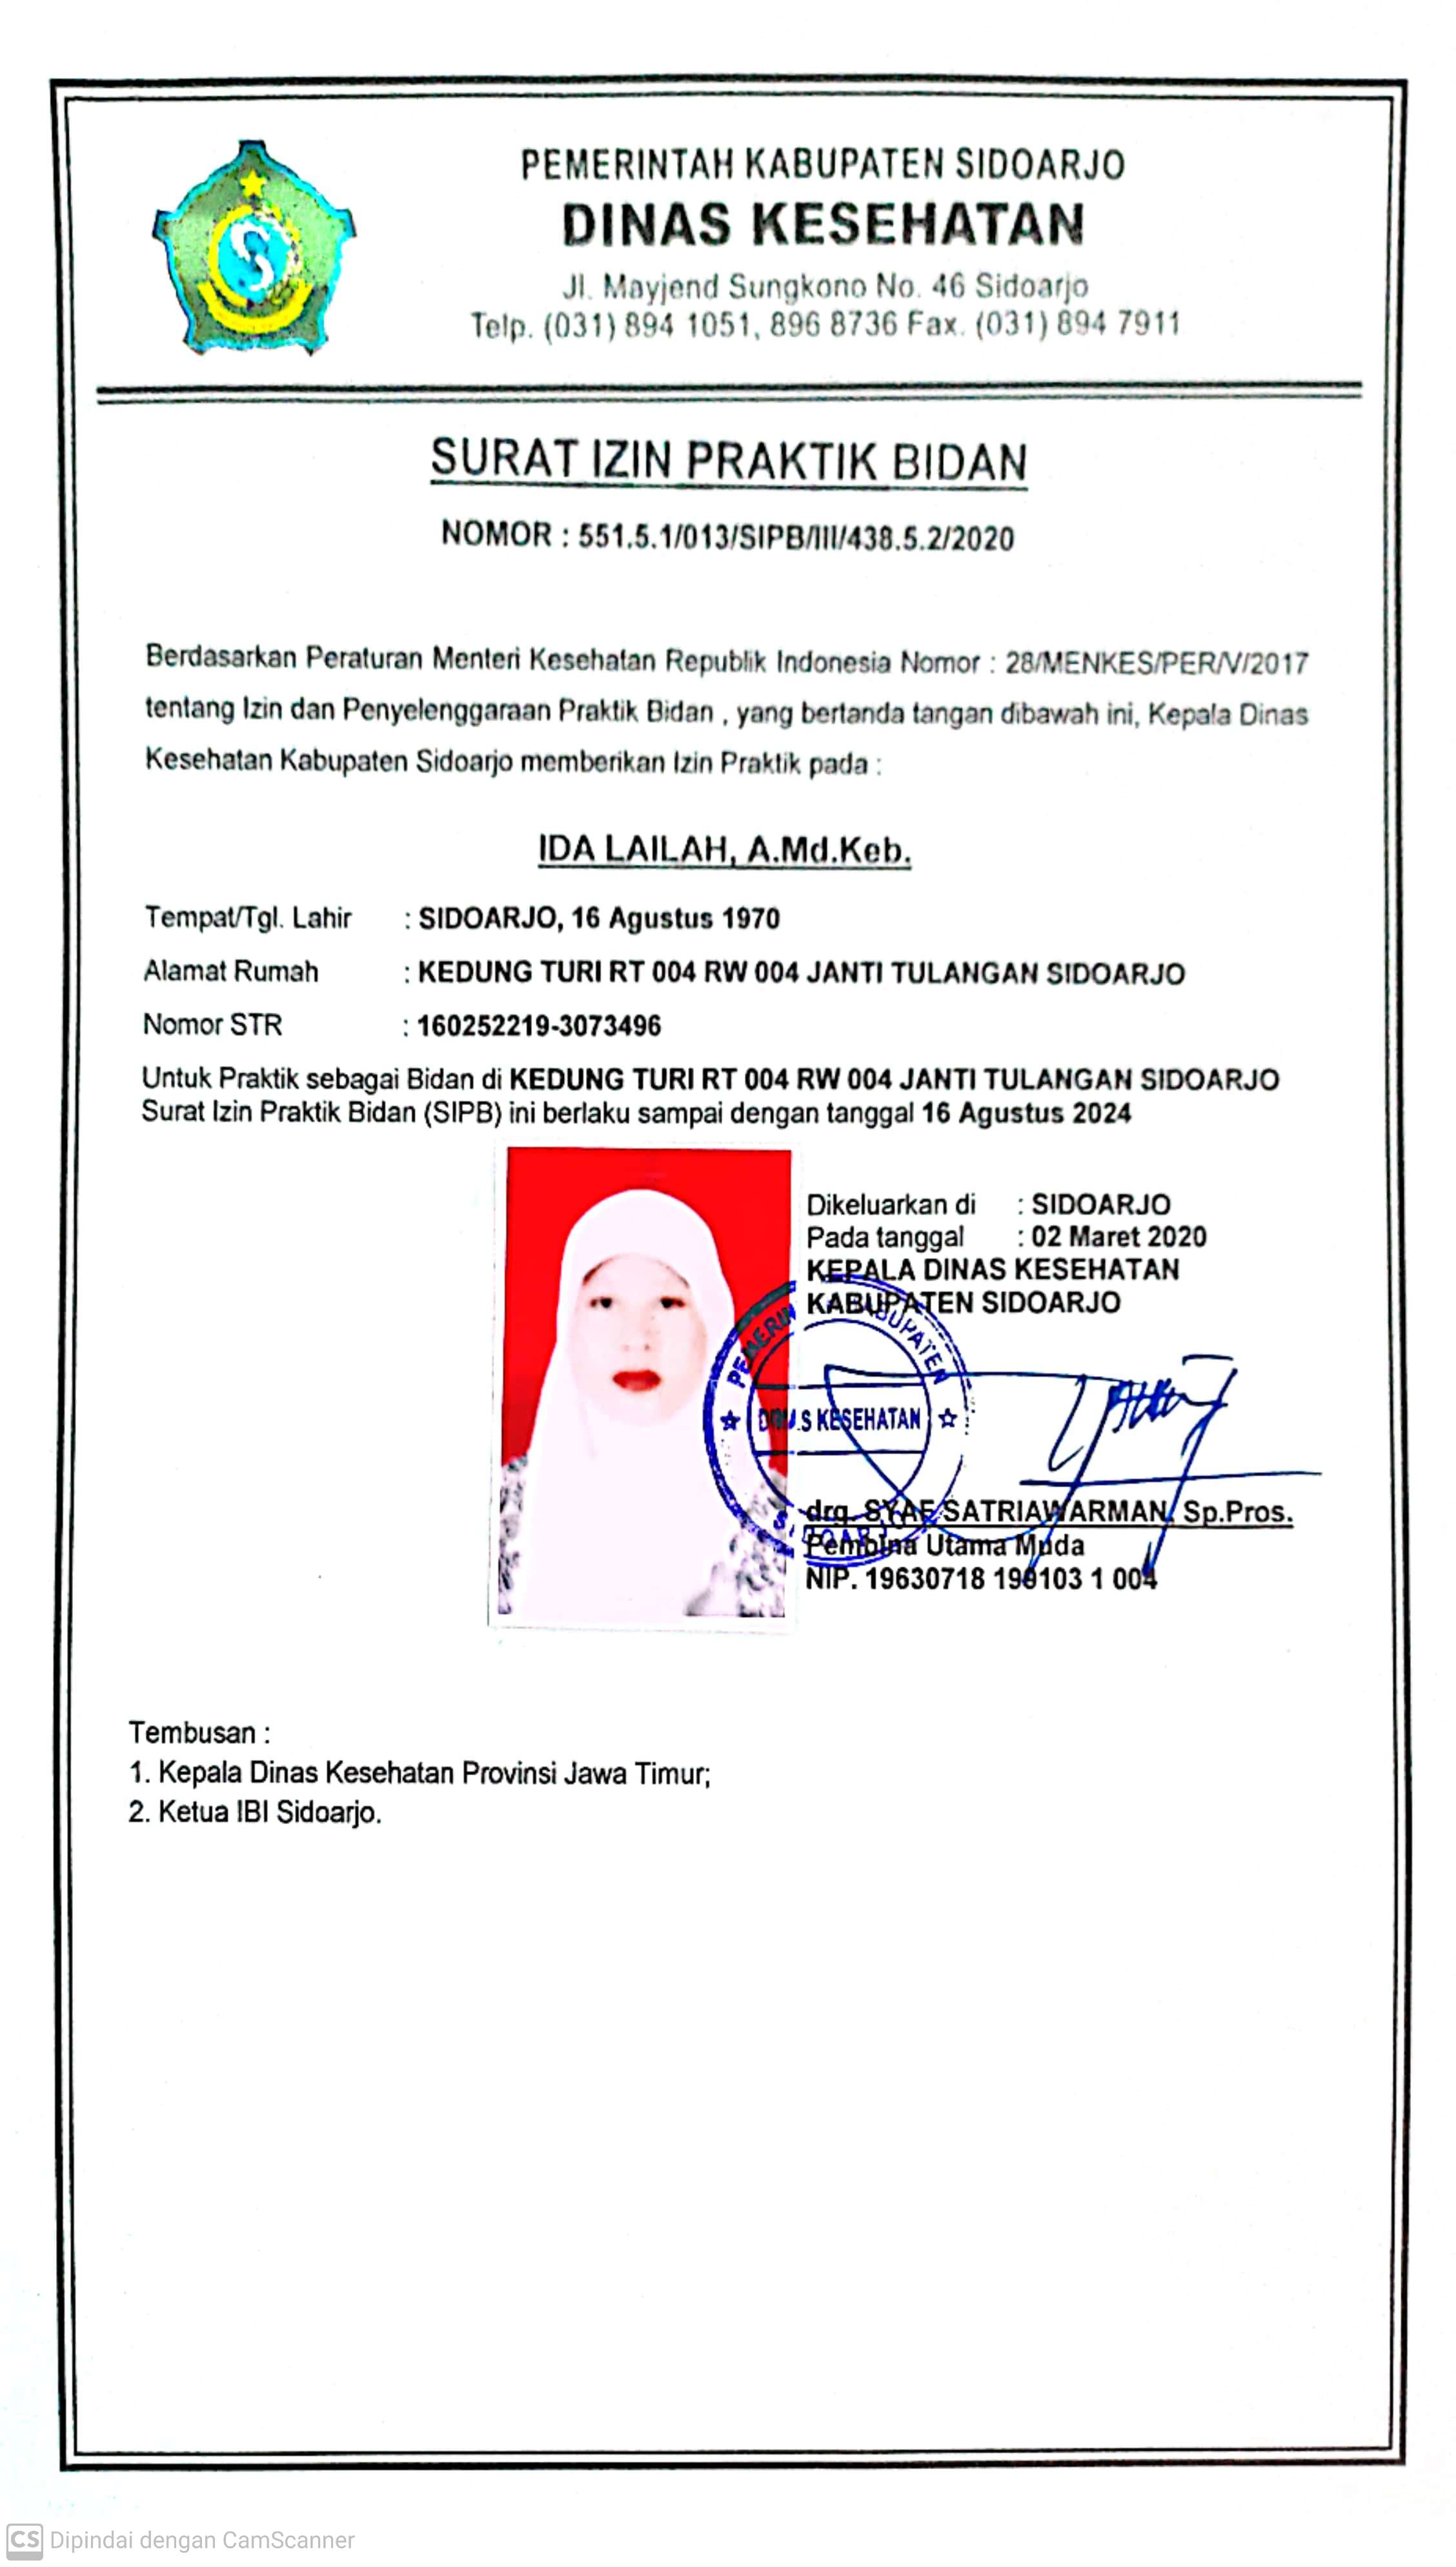 PEMERINTAH KABUPATEN SIDOARJO
DINAS KESEHATAN
Jl. Mayjend Sungkono No. 46 Sidoarjo
Telp. (031) 894 1051, 896 8736 Fax. (031) 894 7911
SURAT IZIN PRAKTIK BIDAN
NOMOR : 551.5.1/013/SIPB/III/438.5.2/2020
Berdasarkan Peraturan Menteri Kesehatan Republik Indonesia Nomor : 28/MENKES/PER/V/2017
tentang Izin dan Penyelenggaraan Praktik Bidan , yang bertanda tangan dibawah ini, Kepala Dinas
Kesehatan Kabupaten Sidoarjo memberikan Izin Praktik pada :
IDA LAILAH, A.Md.Keb.
Tempat/Tgl. Lahir : SIDOARJO, 16 Agustus 1970
Alamat Rumah : KEDUNG TURI RT 004 RW 004 JANTI TULANGAN SIDOARJO
Nomor STR : 160252219-3073496
Untuk Praktik sebagai Bidan di KEDUNG TURI RT 004 RW 004 JANTI TULANGAN SIDOARJO
Surat Izin Praktik Bidan (SIPB) ini berlaku sampai dengan tanggal 16 Agustus 2024
Dikeluarkan di : SIDOARJO
Pada tanggal : 02 Maret 2020
KEPALA DINAS KESEHATAN
KABUPATEN SIDOARJO
KABUPATEN
KESEHATAN
drg. SYAF SATRIAWARMAN, Sp.Pros.
Pembina Utama Muda
NIP. 19630718 1 004
Tembusan :
1. Kepala Dinas Kesehatan Provinsi Jawa Timur;
2. Ketua IBI Sidoarjo.
CS Dipindai dengan CamScanner